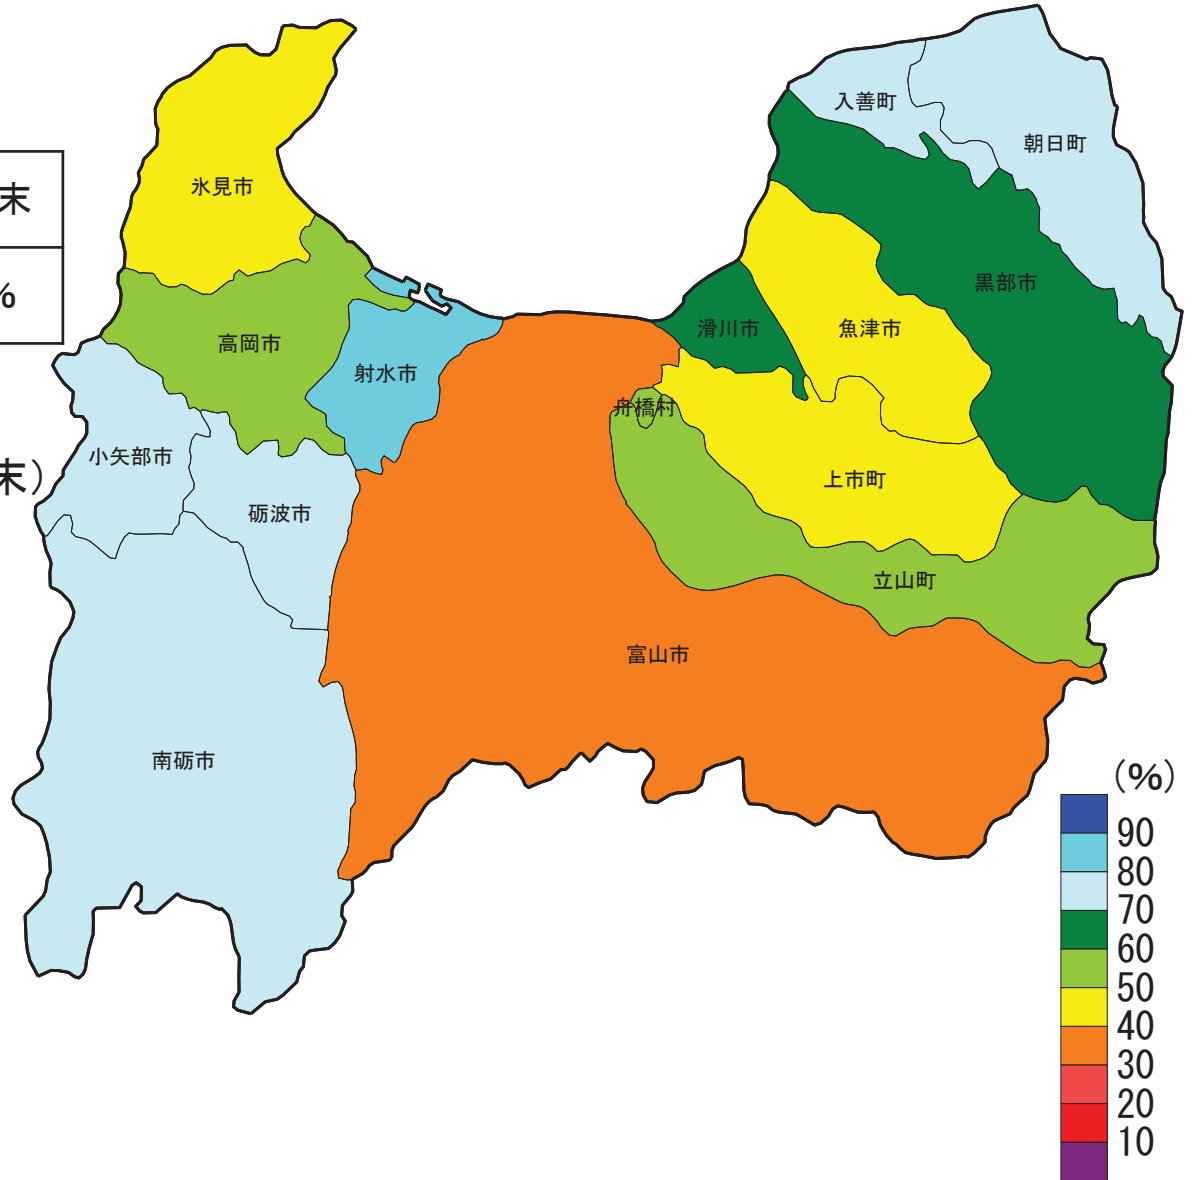 入善町
朝日町
氷見市
末
%
黒部市
滑川市
魚津市
高岡市
射水市
舟橋村
小矢部市
末)
上市町
砺波市
立山町
富山市
南砺市
(%)
90
80
70
60
50
40
30
20
10